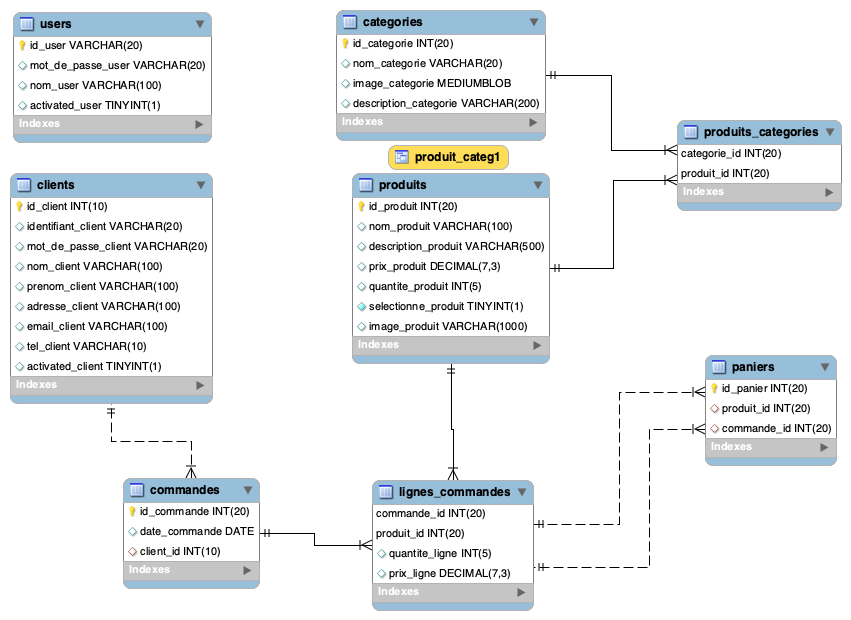 users
id_user VARCHAR(20)
mot_de_passe_user VARCHAR(20)
nom_user VARCHAR(100)
activated_user TINYINT(1)
Indexes
categories
id_categorie INT(20)
nom_categorie VARCHAR(20)
image_categorie MEDIUMBLOB
description_categorie VARCHAR(200)
Indexes
produits_categories
categorie_id INT(20)
produit_id INT(20)
Indexes
produit_categ1
clients
id_client INT(10)
identifiant_client VARCHAR(20)
mot_de_passe_client VARCHAR(20)
nom_client VARCHAR(100)
prenom_client VARCHAR(100)
adresse_client VARCHAR(100)
email_client VARCHAR(100)
tel_client VARCHAR(10)
activated_client TINYINT(1)
Indexes
produits
id_produit INT(20)
nom_produit VARCHAR(100)
description_produit VARCHAR(500)
prix_produit DECIMAL(7,3)
quantite_produit INT(5)
selectionne_produit TINYINT(1)
image_produit VARCHAR(1000)
Indexes
paniers
id_panier INT(20)
produit_id INT(20)
commande_id INT(20)
Indexes
commandes
id_commande INT(20)
date_commande DATE
client_id INT(10)
Indexes
lignes_commandes
commande_id INT(20)
produit_id INT(20)
quantite_ligne INT(5)
prix_ligne DECIMAL(7,3)
Indexes